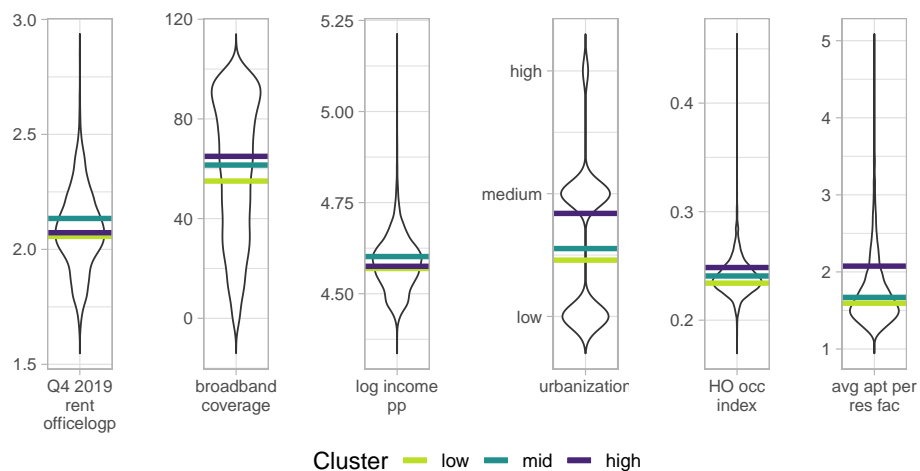 3.0
2.5
2.0
1.5
Q4 2019
rent
officelogp
120
80
40
0
broadband
coverage
5.25
5.00
4.75
4.50
log income
pp
high
medium
low
urbanization
0.4
0.3
0.2
HO occ
index
5
4
3
2
1
avg apt per
res fac
Cluster low mid high